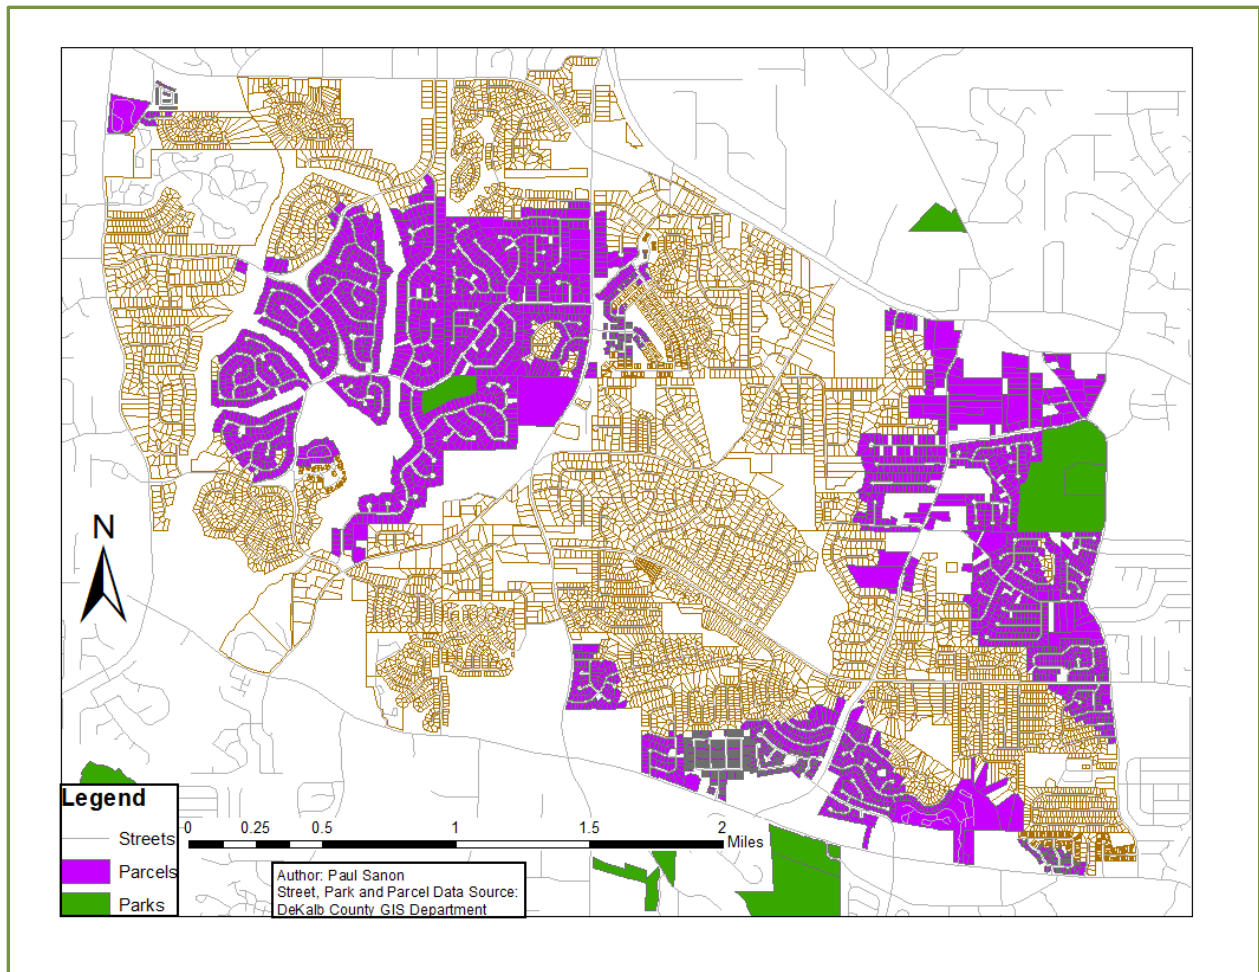 N
Legend
Streets
Parcels
Parks
0 0.25 0.5 1 1.5 2
Miles
Author: Paul Sanon
Street, Park and Parcel Data Source:
DeKalb County GIS Department